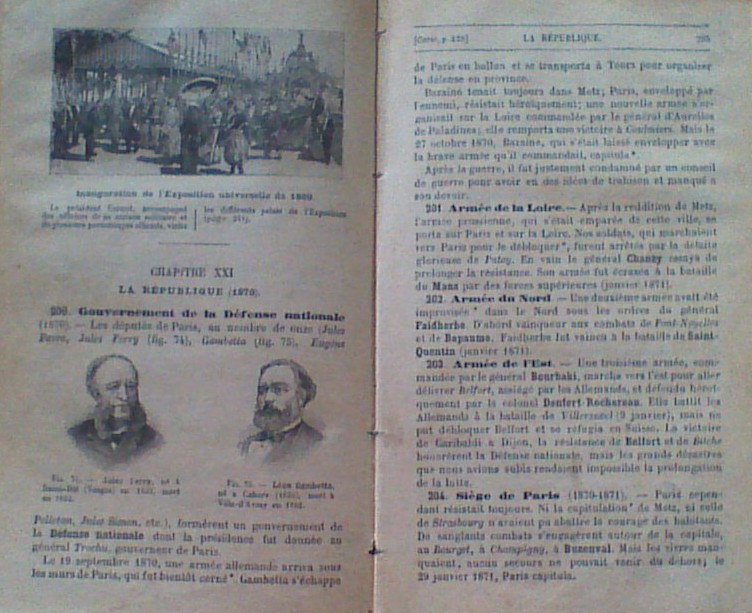 Inauguration de l'Exposition universelle de 1889
Le président Carnot, accompagné
des officiers de sa maison militaire et
de plusieurs personnages officiels, visite
les différents palais de l'Exposition
CHAPITRE XXI
LA RÉPUBLIQUE (1870).
200. Gouvernement de la Défense nationale
(1870). — Les députés de Paris, au nombre de onze (Jules
Favre, Jules Ferry (fig. 74), Gambetta (fig. 75), Eugène
Fig. 74. — Jules Ferry, né à
Saint-Dié (Vosges) en 1832, mort
en 1893.
Fig. 75. — Léon Gambetta,
né à Cahors (1838), mort à
Ville-d'Avray en 1882.
Pelletan, Jules Simon, etc.), formèrent un gouvernement de
la Défense nationale dont la présidence fut donnée au
général Trochu, gouverneur de Paris.
Le 19 septembre 1870, une armée allemande arriva sous
les murs de Paris, qui fut bientôt cerné*. Gambetta s'échappe
LA RÉPUBLIQUE.
de Paris en ballon et se transporte à Tours pour organiser
la défense en province.
Bazaine tenait toujours dans Metz; Paris, enveloppé par
l'ennemi, résistait héroïquement; une nouvelle armée s'or-
ganisait sur la Loire commandée par le général d'Aurelles
de Paladines; elle remporta une victoire à Coulmiers. Mais le
27 octobre 1870, Bazaine, qui s'était laissé envelopper avec
la brave armée qu'il commandait, capitula*.
Après la guerre, il fut justement condamné par un conseil
de guerre pour avoir eu des idées de trahison et manqué à
son devoir.
201. Armée de la Loire. — Après la reddition de Metz,
l'armée prussienne, qui s'était emparée de cette ville, se
porta sur Paris et sur la Loire. Nos soldats, qui marchaient
vers Paris pour le débloquer*, furent arrêtés par la défaite
glorieuse de Patay. En vain le général Chanzy essaya de
prolonger la résistance. Son armée fut écrasée à la bataille
du Mans par des forces supérieures (janvier 1871).
202. Armée du Nord. — Une deuxième armée avait été
improvisée* dans le Nord sous les ordres du général
Faidherbe. D'abord vainqueur aux combats de Pont-Noyelles
et de Bapaume, Faidherbe fut vaincu à la bataille de Saint-
Quentin (janvier 1871).
203. Armée de l'Est. — Une troisième armée, com-
mandée par le général Bourbaki, marcha vers l'est pour aller
délivrer Belfort, assiégé par les Allemands, et défendu héroï-
quement par le colonel Denfert-Rochereau. Elle battit les
Allemands à la bataille de Villersexel (9 janvier), mais ne
put débloquer Belfort et se réfugia en Suisse. La victoire
de Garibaldi à Dijon, la résistance de Belfort et de Bitche
honorèrent la Défense nationale, mais les grands désastres
que nous avions subis rendaient impossible la prolongation
de la lutte.
204. Siège de Paris (1870-1871). — Paris cepen-
dant résistait toujours. Ni la capitulation* de Metz, ni celle
de Strasbourg n'avaient pu abattre le courage des habitants.
De sanglants combats s'engagèrent autour de la capitale,
au Bourget, à Champigny, à Buzenval. Mais les vivres man-
quaient, aucun secours ne pouvait venir du dehors; le
29 janvier 1871, Paris capitula.